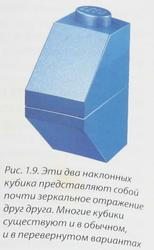 Рис. 1.9. Эти два наклонных
кубика представляют собой
почти зеркальное отражение
друг друга. Многие кубики
существуют и в обычном,
и в перевернутом вариантах